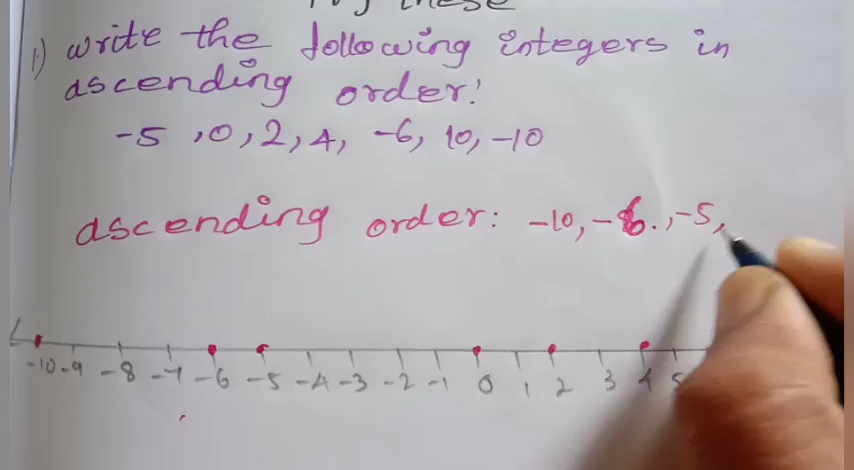 these
1) write the following integers in
ascending order:
-5, 0, 2, 4, -6, 10, -10
ascending order: -10, -6, -5,
-10 -9 -8 -7 -6 -5 -4 -3 -2 -1 0 1 2 3 4 5